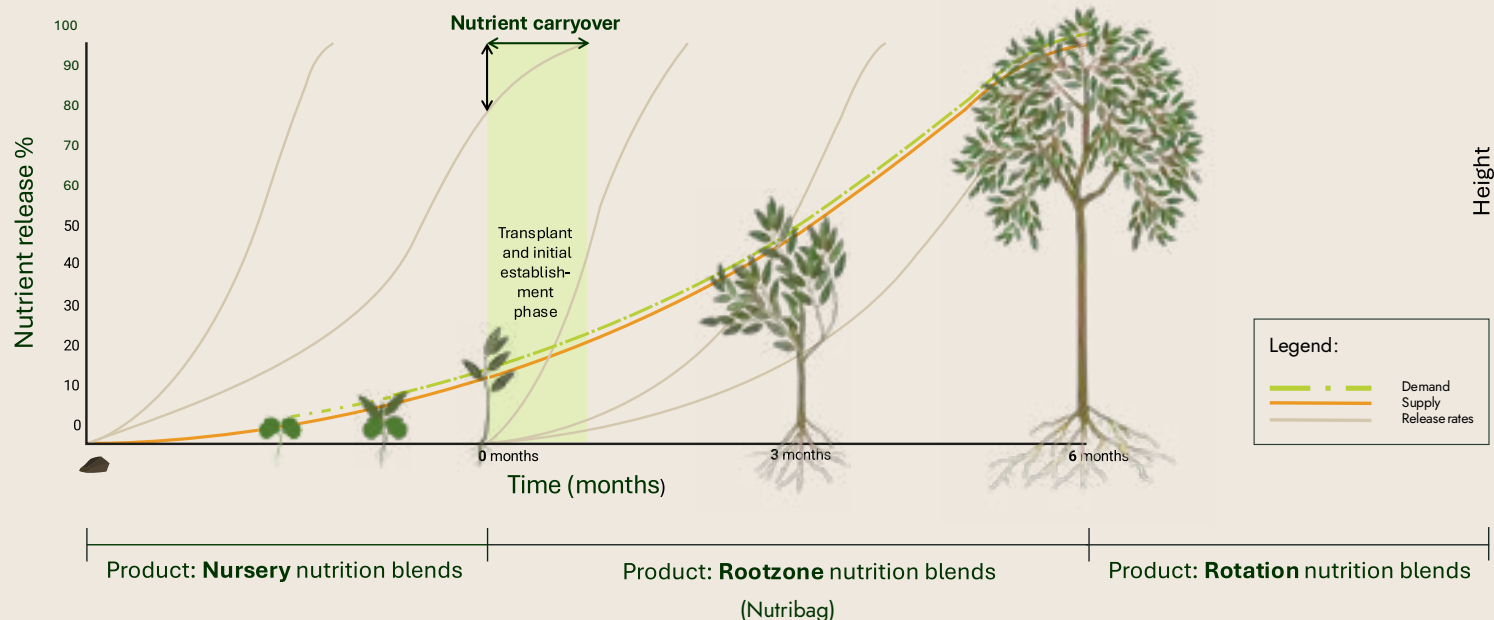 Nutrient carryover
Nutrient release %
100
90
80
70
60
50
40
30
20
10
0
Transplant
and initial
establish-
ment
phase
Height
Legend:
Demand
Supply
Release rates
0 months
3 months
6 months
Time (months)
Product: Nursery nutrition blends
Product: Rootzone nutrition blends
(Nutribag)
Product: Rotation nutrition blends